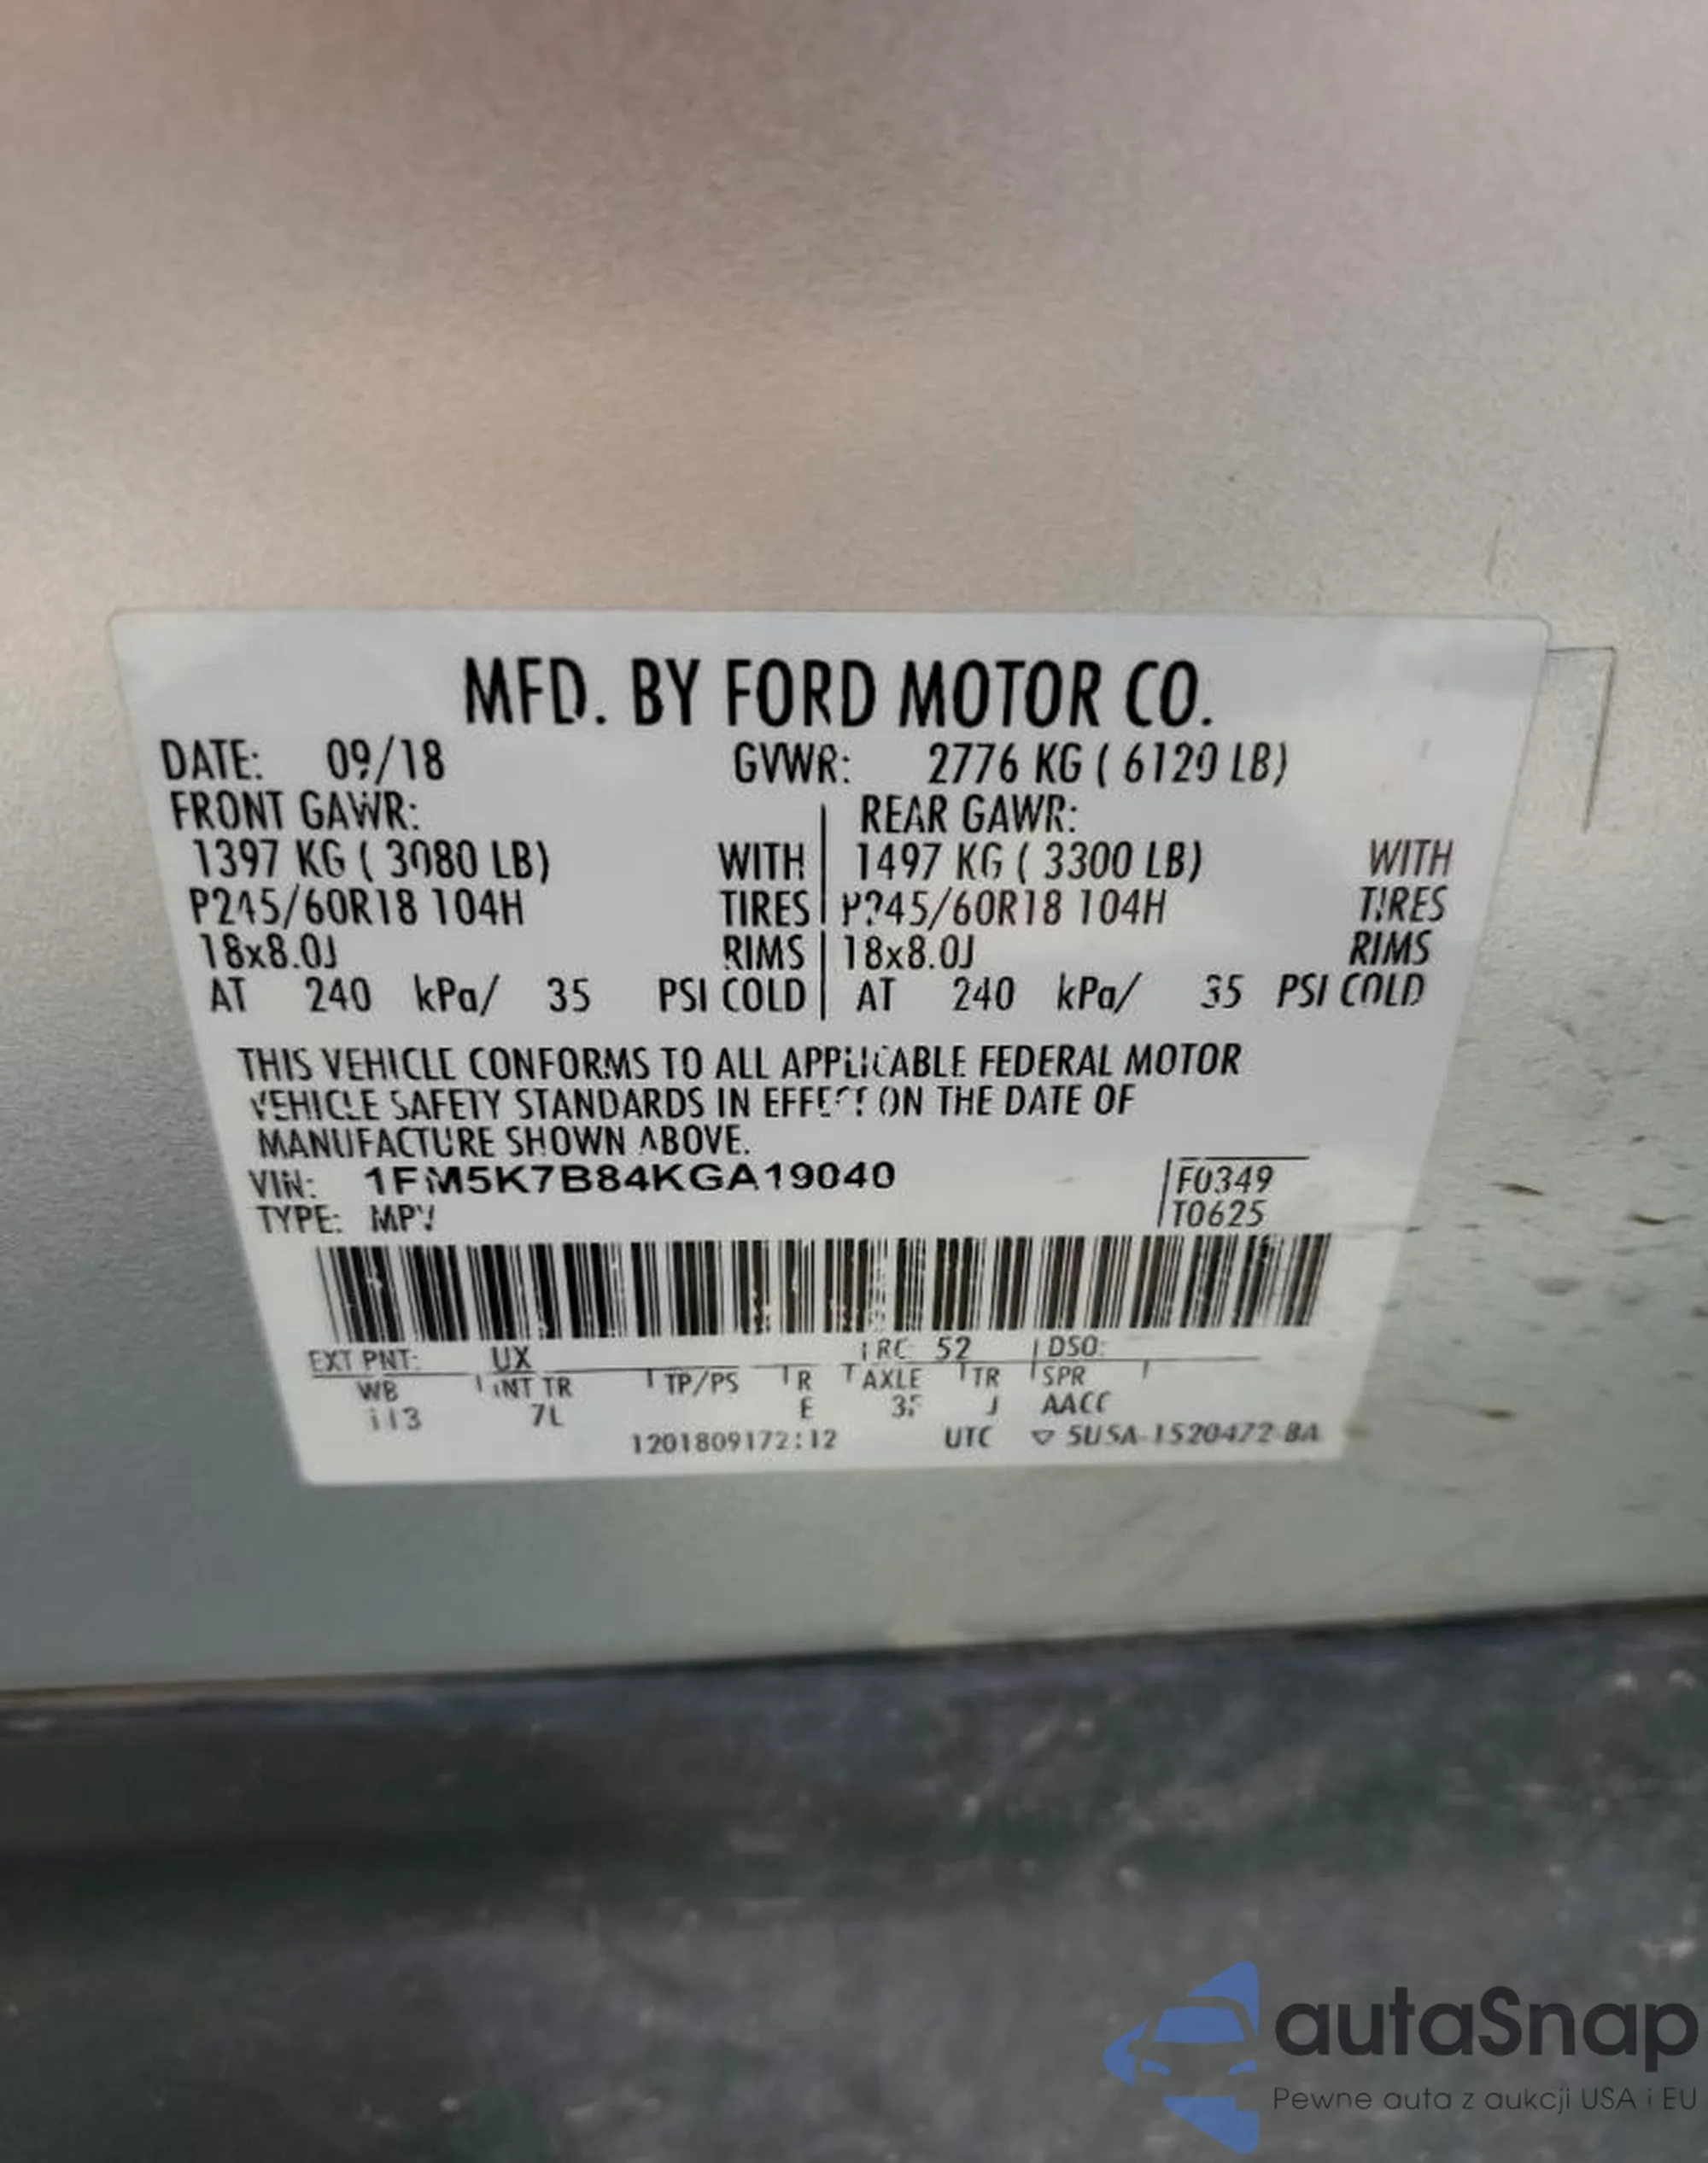 MFD. BY FORD MOTOR CO.
DATE: 09/18 GVWR: 2776 KG ( 6120 LB)
FRONT GAWR: REAR GAWR:
1397 KG ( 3080 LB) WITH 1497 KG ( 3300 LB) WITH
P245/60R18 104H TIRES P245/60R18 104H TIRES
18x8.0J RIMS 18x8.0J RIMS
AT 240 kPa/ 35 PSI COLD AT 240 kPa/ 35 PSI COLD
THIS VEHICLE CONFORMS TO ALL APPLICABLE FEDERAL MOTOR
VEHICLE SAFETY STANDARDS IN EFFECT ON THE DATE OF
MANUFACTURE SHOWN ABOVE.
VIN: 1FM5K7B84KGA19040 F0349
TYPE: MPV T0625
EXT PNT: UX RC: 52 DSO:
WB INT TR TP/PS R AXLE TR SPR
113 7L E J AACC
1201809172:12 UTC ▽ 5U5A-1520472-BA
autaSnap
Pewne auta z aukcji USA i EU